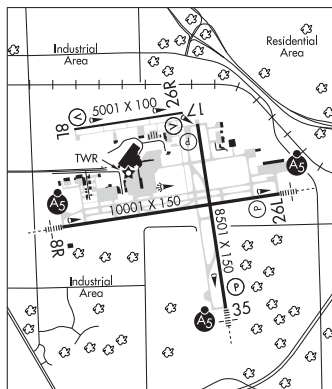 Industrial
Area
Residential
Area
5001 X 100
26R
8L
17
V
V
P
TWR
A5
A5
10001 X 150
P
26L
8R
8501 X 150
Industrial
Area
P
35
A5